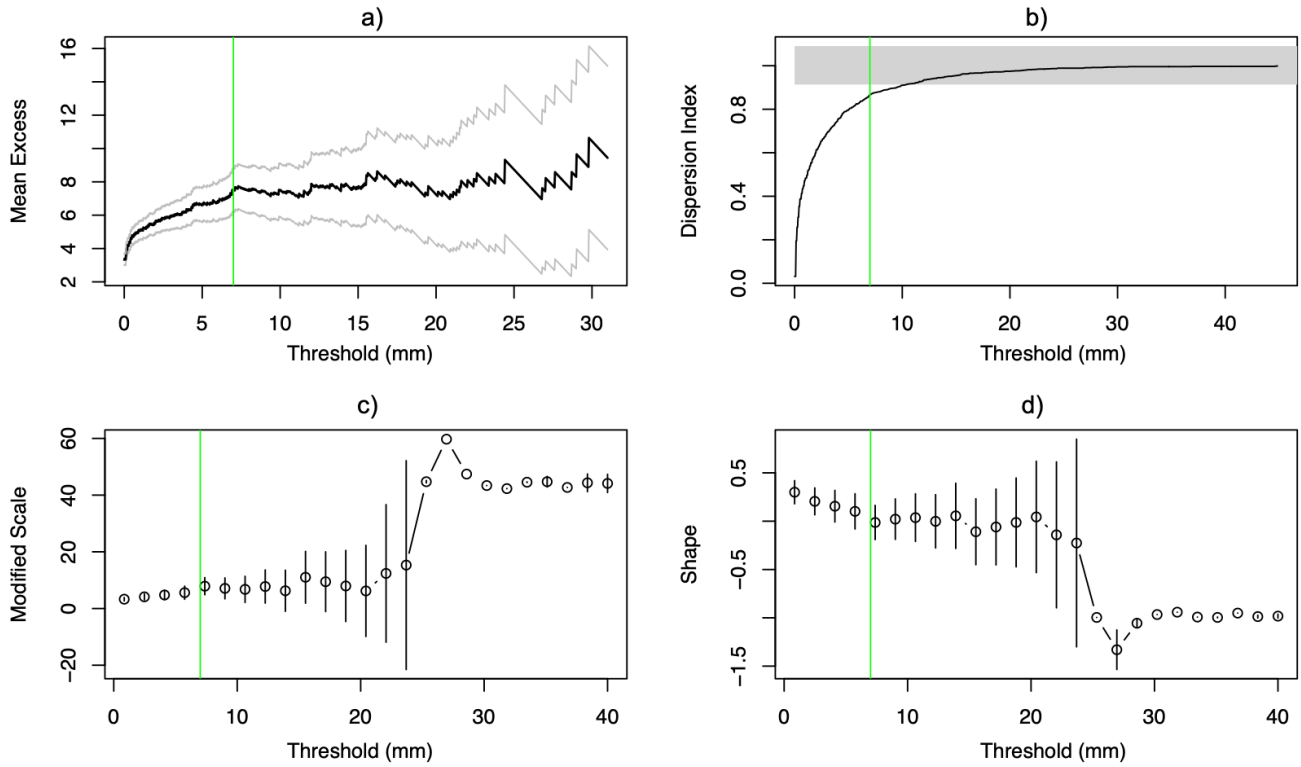 a)
Mean Excess
16
12
8
6
4
2
0 5 10 15 20 25 30
Threshold (mm)
b)
Dispersion Index
0.8
0.4
0.0
0 10 20 30 40
Threshold (mm)
c)
Modified Scale
60
40
20
0
−20
0 10 20 30 40
Threshold (mm)
d)
Shape
0.5
−0.5
−1.5
0 10 20 30 40
Threshold (mm)